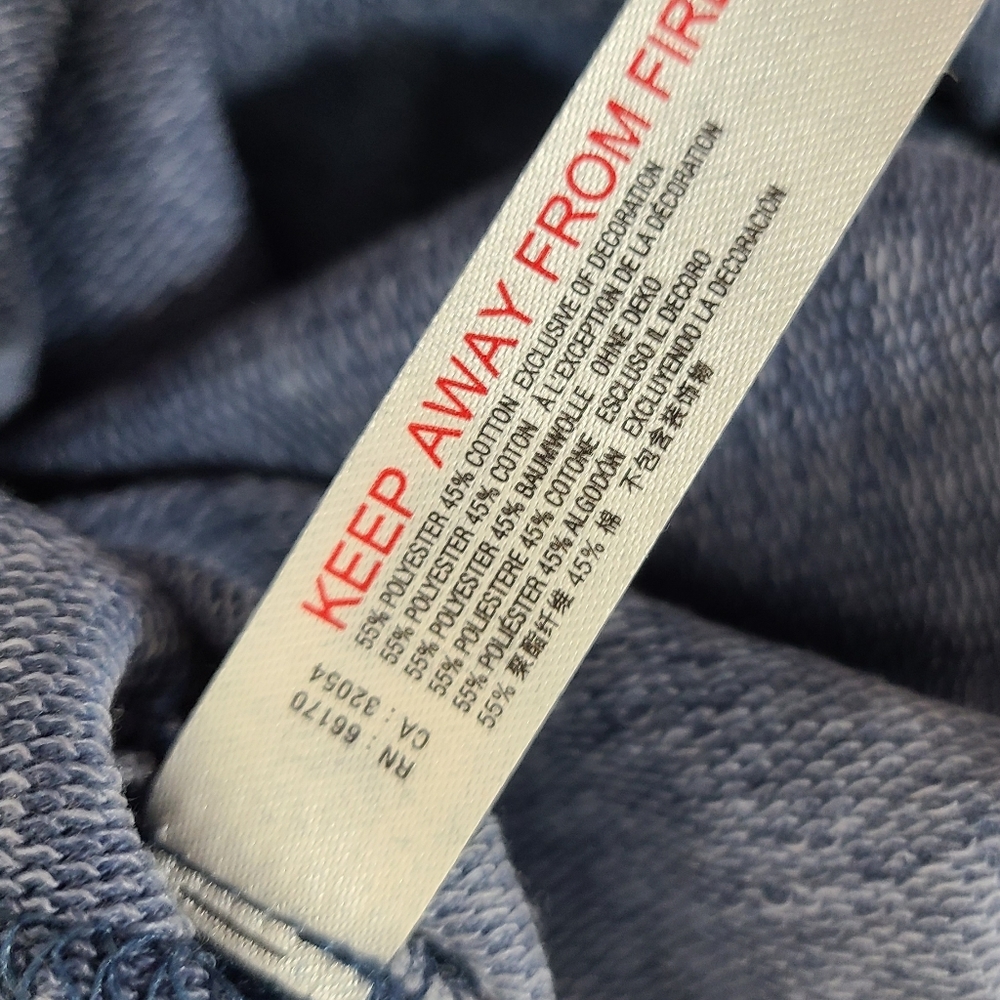 KEEP AWAY FROM FIRE
55% POLYESTER 45% COTTON EXCLUSIVE OF DECORATION
55% POLYESTER 45% COTON À L'EXCEPTION DE LA DÉCORATION
55% POLYESTER 45% BAUMWOLLE OHNE DEKO
55% POLIESTERE 45% COTONE ESCLUSO IL DECORO
55% POLIÉSTER 45% ALGODÓN EXCLUYENDO LA DECORACIÓN
55% 聚酯纤维 45% 棉 不包含装饰物
RN : 66170
CA : 32054